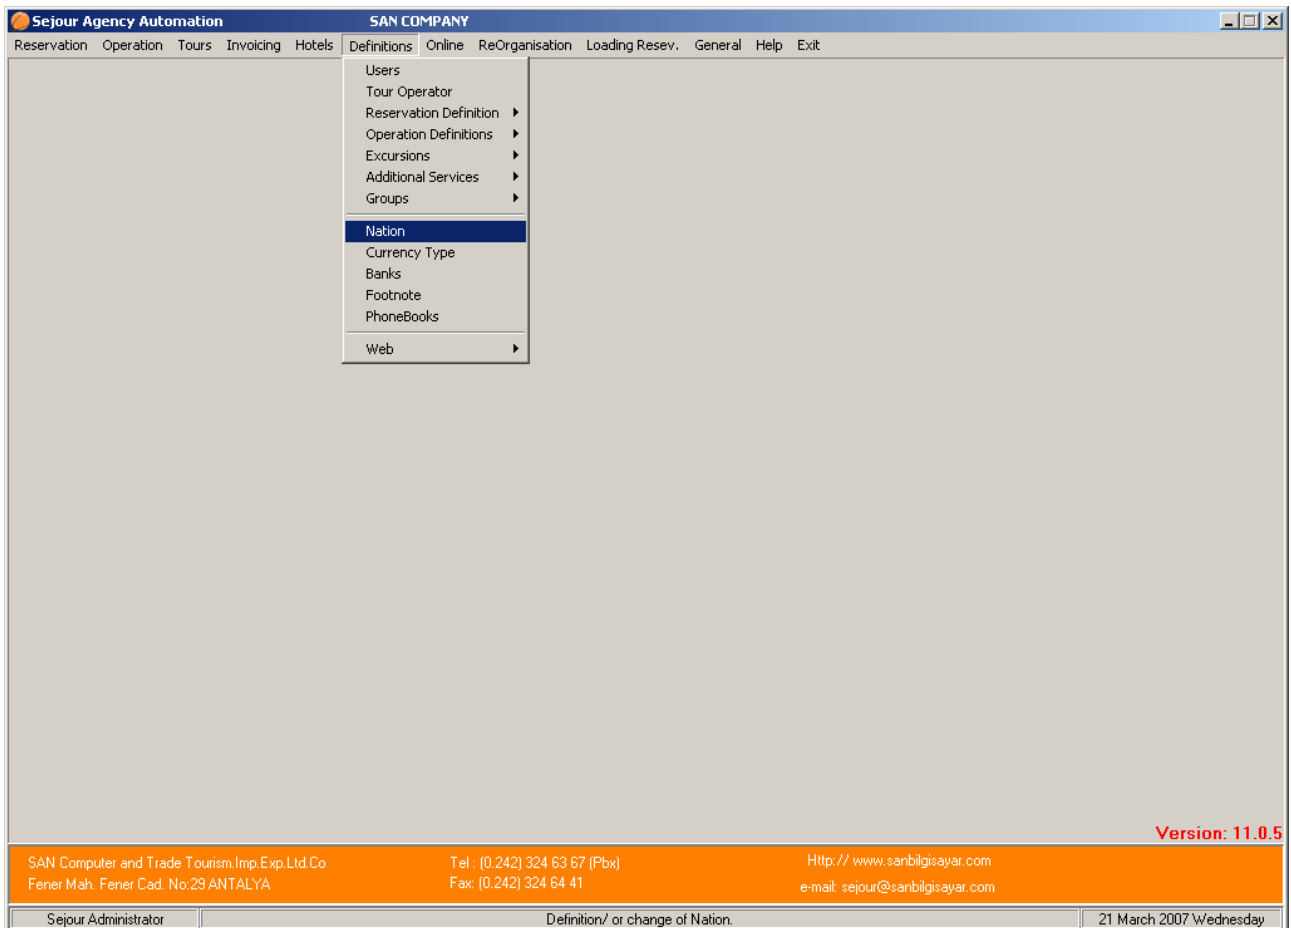 Sejour Agency Automation SAN COMPANY
Reservation Operation Tours Invoicing Hotels Definitions Online ReOrganisation Loading Resev. General Help Exit
Users
Tour Operator
Reservation Definition
Operation Definitions
Excursions
Additional Services
Groups
Nation
Currency Type
Banks
Footnote
PhoneBooks
Web
Version: 11.0.5
SAN Computer and Trade Tourism.Imp.Exp.Ltd.Co Tel : (0.242) 324 63 67 (Pbx) Http:// www.sanbilgisayar.com
Fener Mah. Fener Cad. No:29 ANTALYA Fax: (0.242) 324 64 41 e-mail: sejour@sanbilgisayar.com
Sejour Administrator Definition/ or change of Nation. 21 March 2007 Wednesday